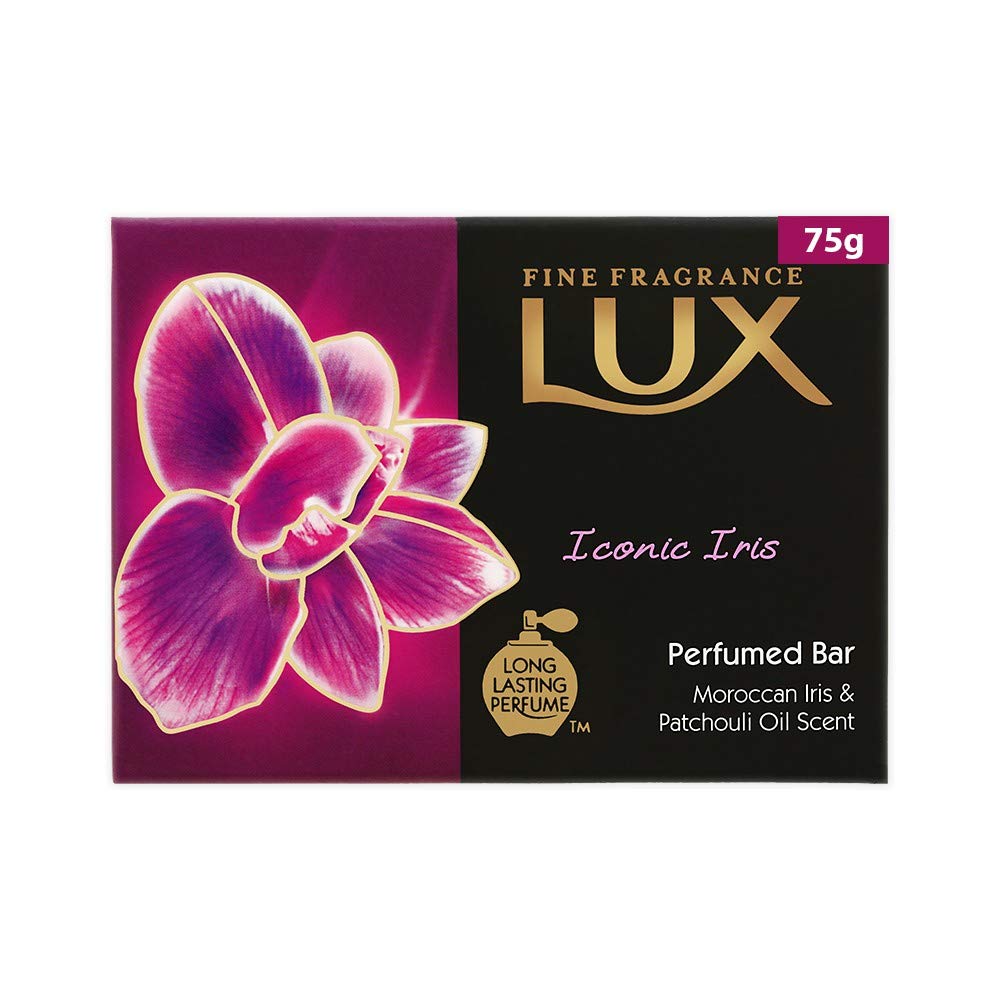 75g
FINE FRAGRANCE
LUX
Iconic Iris
LONG
LASTING
PERFUME
TM
Perfumed Bar
Moroccan Iris &
Patchouli Oil Scent